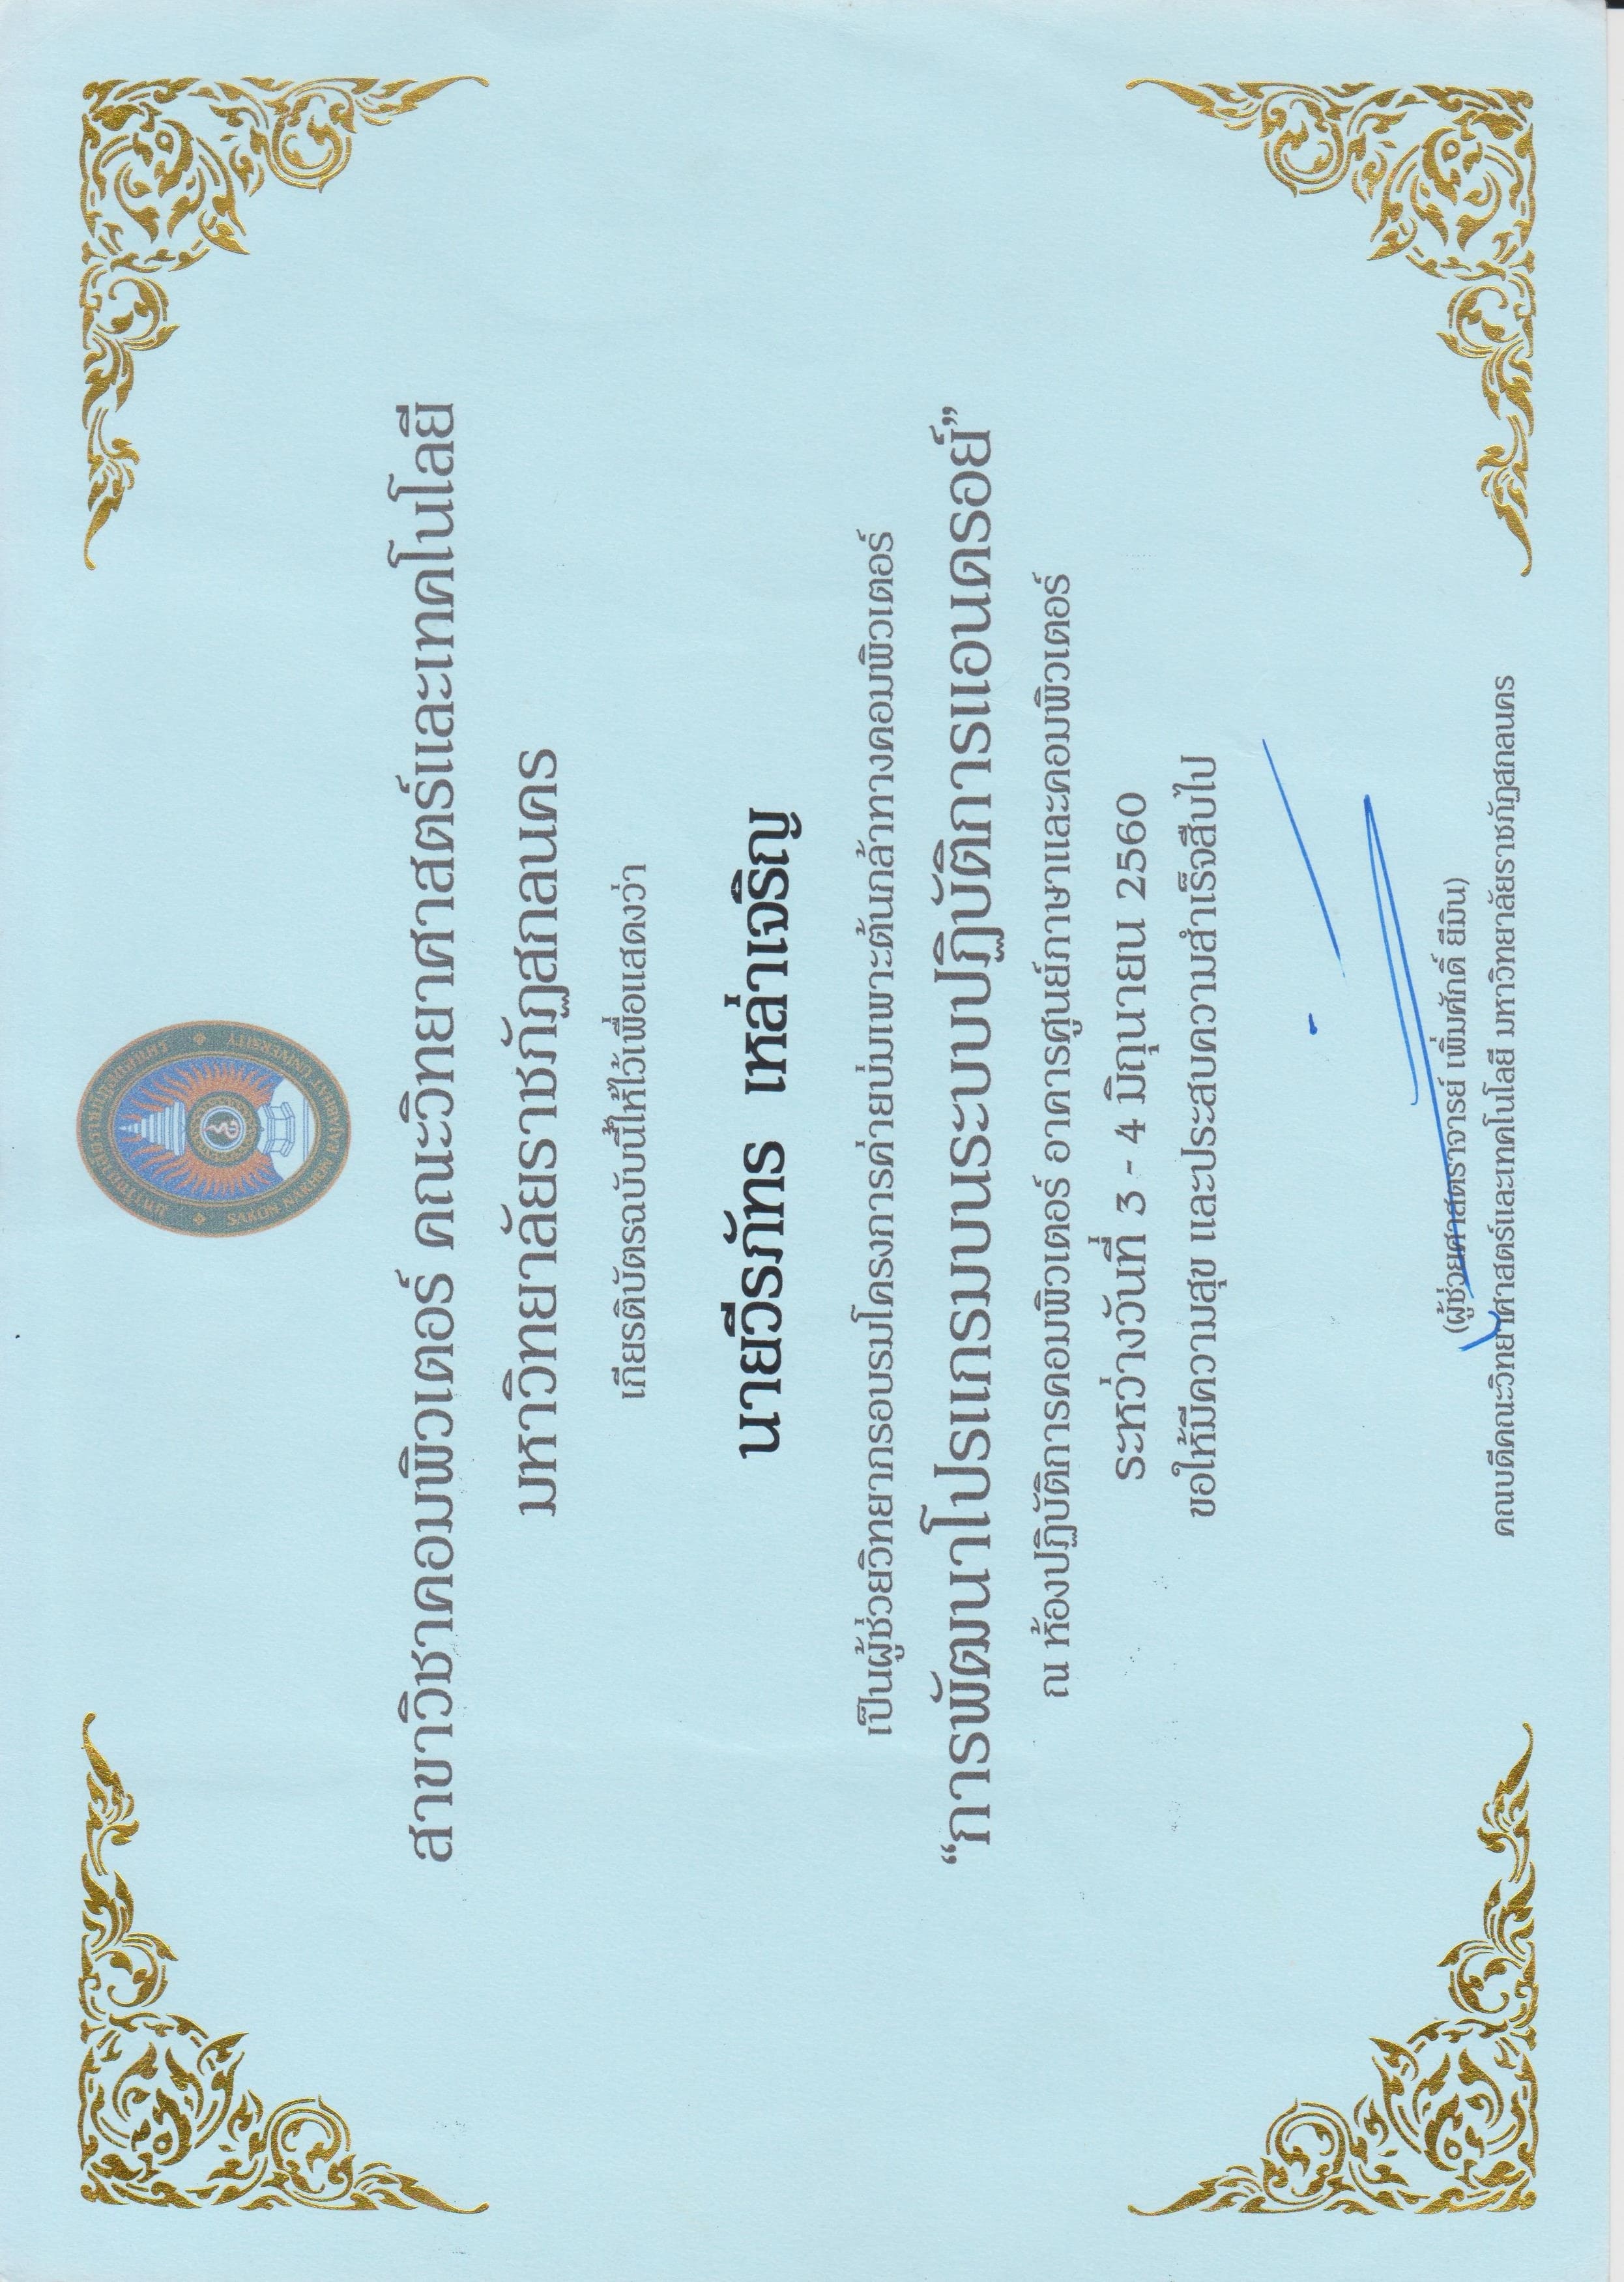 มหาวิทยาลัยราชภัฏสกลนคร
SAKON NAKHON RAJABHAT UNIVERSITY
สาขาวิชาคอมพิวเตอร์ คณะวิทยาศาสตร์และเทคโนโลยี
มหาวิทยาลัยราชภัฏสกลนคร
เกียรติบัตรฉบับนี้ให้ไว้เพื่อแสดงว่า
นายวีรภัทร เหล่าเจริญ
เป็นผู้ช่วยวิทยากรอบรมโครงการค่ายบ่มเพาะต้นกล้าทางคอมพิวเตอร์
“การพัฒนาโปรแกรมบนระบบปฏิบัติการแอนดรอย์”
ณ ห้องปฏิบัติการคอมพิวเตอร์ อาคารศูนย์ภาษาและคอมพิวเตอร์
ระหว่างวันที่ 3 - 4 มิถุนายน 2560
ขอให้มีความสุข และประสบความสำเร็จสืบไป
(ผู้ช่วยศาสตราจารย์ เพิ่มศักดิ์ ยีมิน)
คณบดีคณะวิทยาศาสตร์และเทคโนโลยี มหาวิทยาลัยราชภัฏสกลนคร